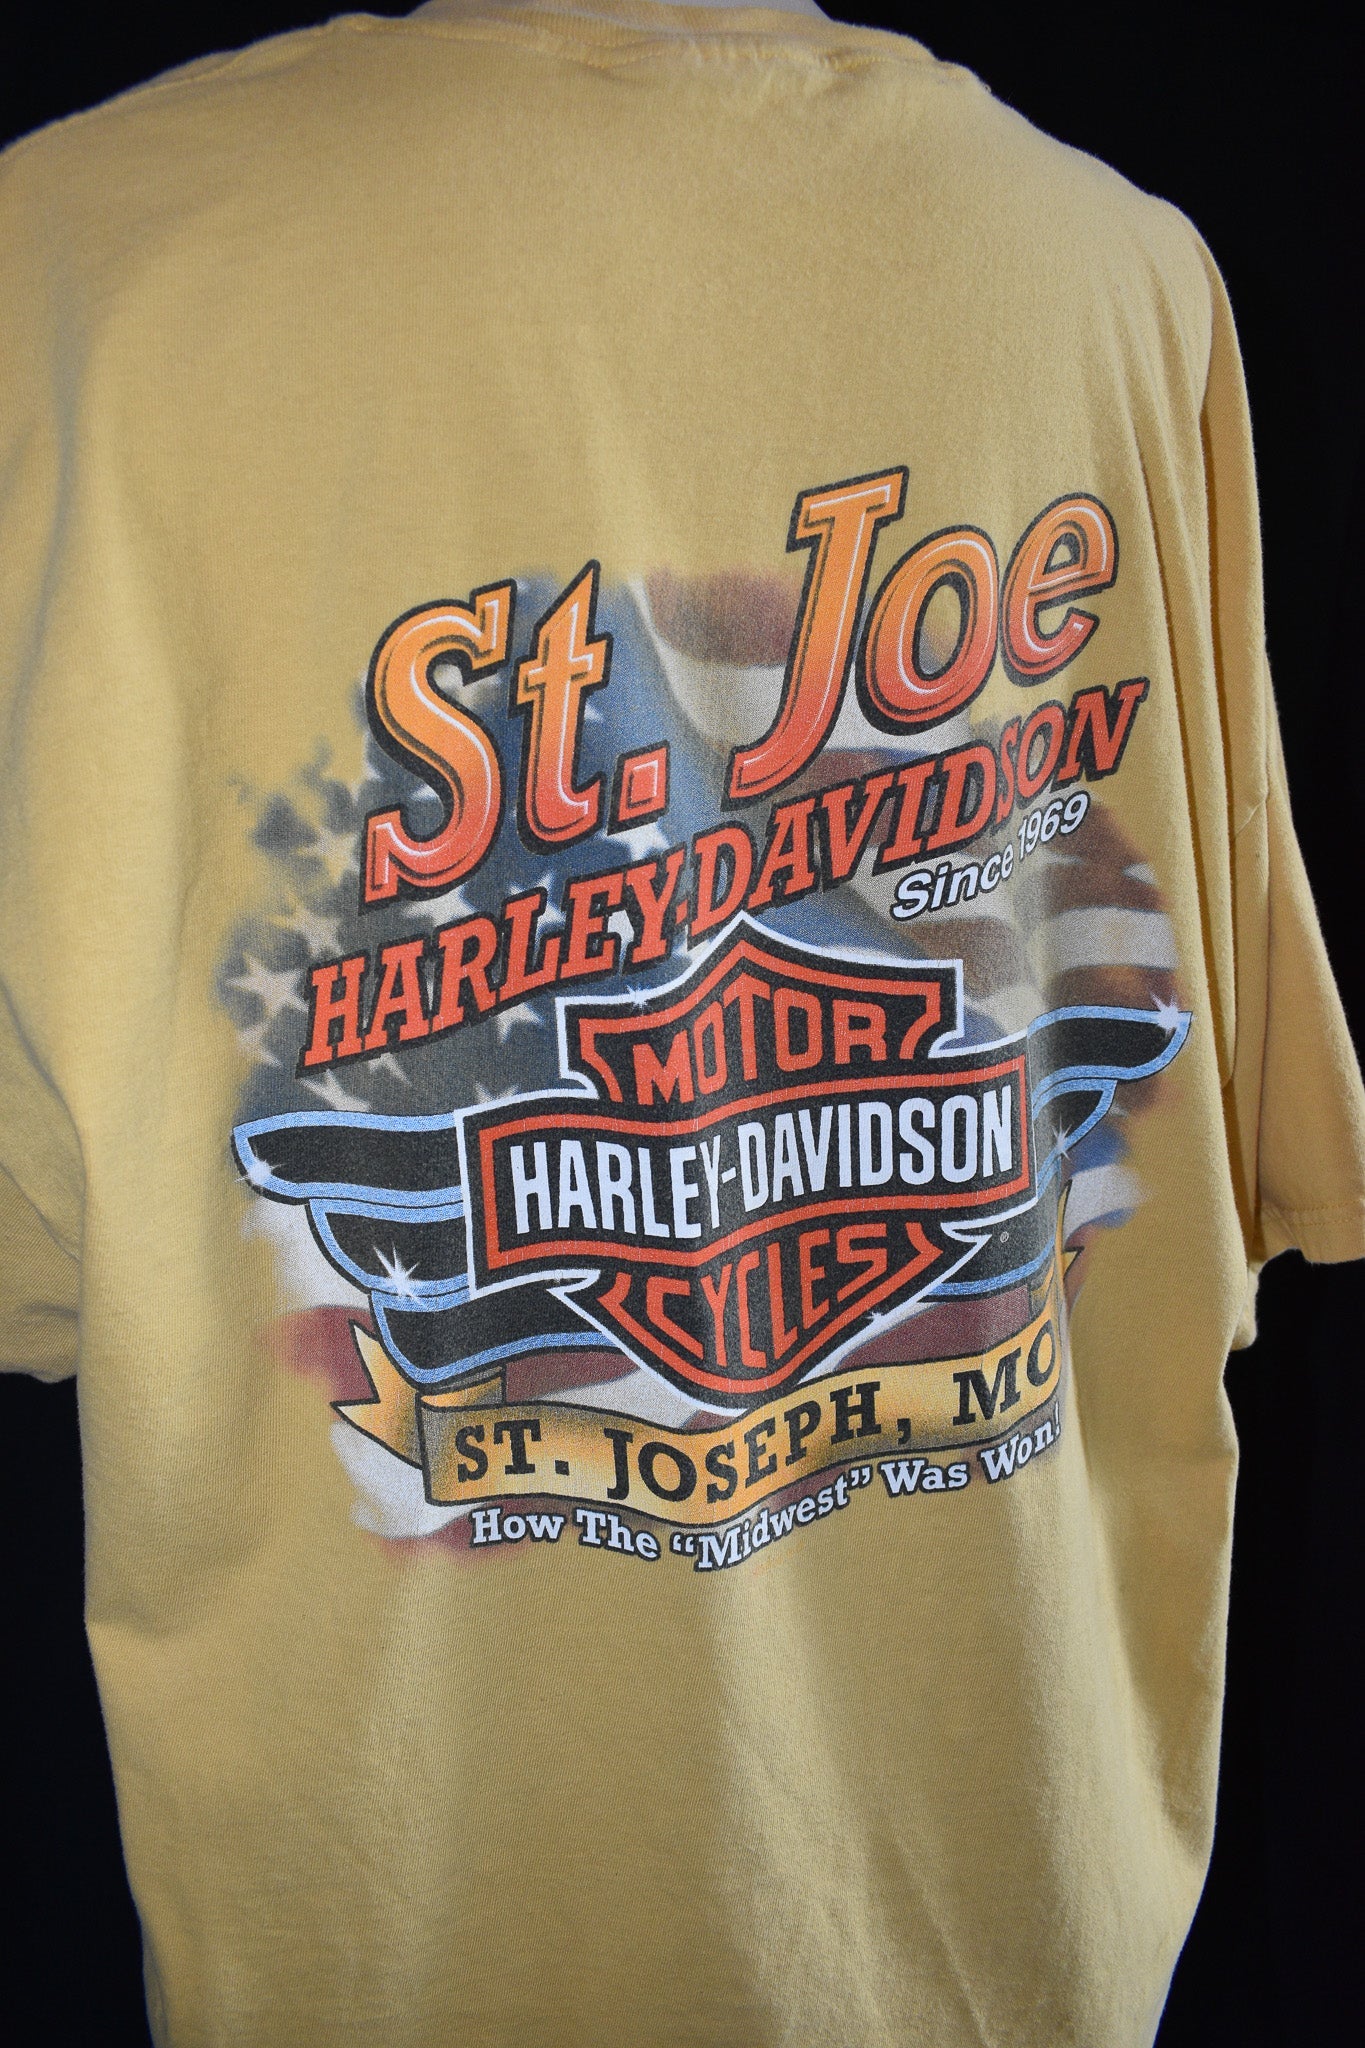 St. Joe
HARLEY-DAVIDSON
Since 1969
MOTOR
HARLEY-DAVIDSON
CYCLES
®
ST. JOSEPH, MO
How The “Midwest” Was Won!